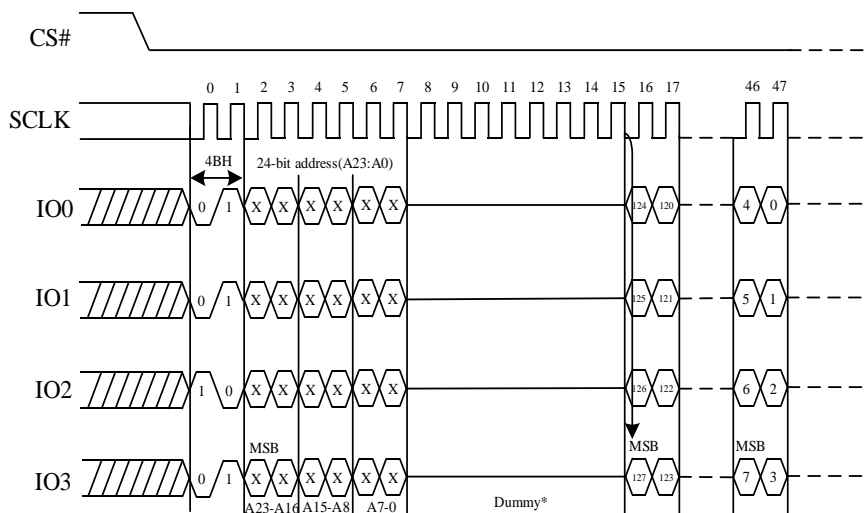 CS#
0 1 2 3 4 5 6 7 8 9 10 11 12 13 14 15 16 17 46 47
SCLK
4BH 24-bit address(A23:A0)
IO0 0 1 X X X X X X 124 120 4 0
IO1 0 1 X X X X X X 125 121 5 1
IO2 1 0 X X X X X X 126 122 6 2
MSB MSB MSB
IO3 0 1 X X X X X X 127 123 7 3
A23-A16 A15-A8 A7-0 Dummy*